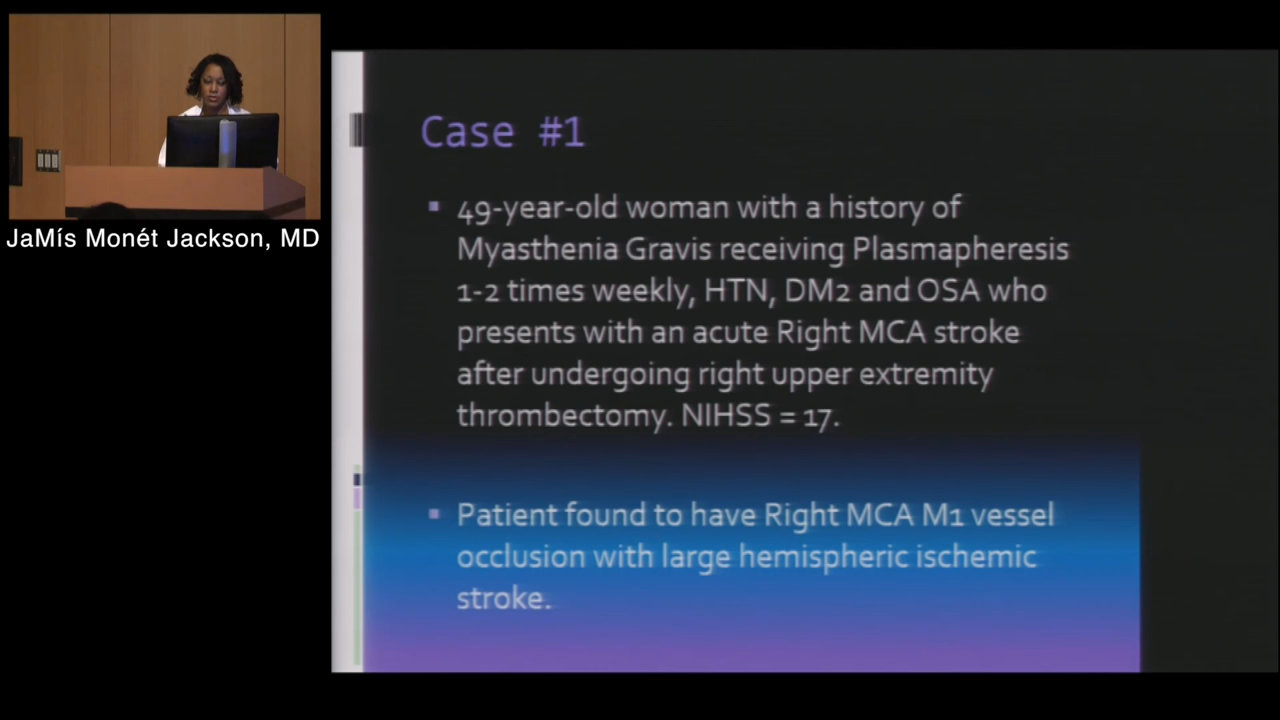 JaMís Monét Jackson, MD
Case #1
49-year-old woman with a history of
Myasthenia Gravis receiving Plasmapheresis
1-2 times weekly, HTN, DM2 and OSA who
presents with an acute Right MCA stroke
after undergoing right upper extremity
thrombectomy. NIHSS = 17.
Patient found to have Right MCA M1 vessel
occlusion with large hemispheric ischemic
stroke.